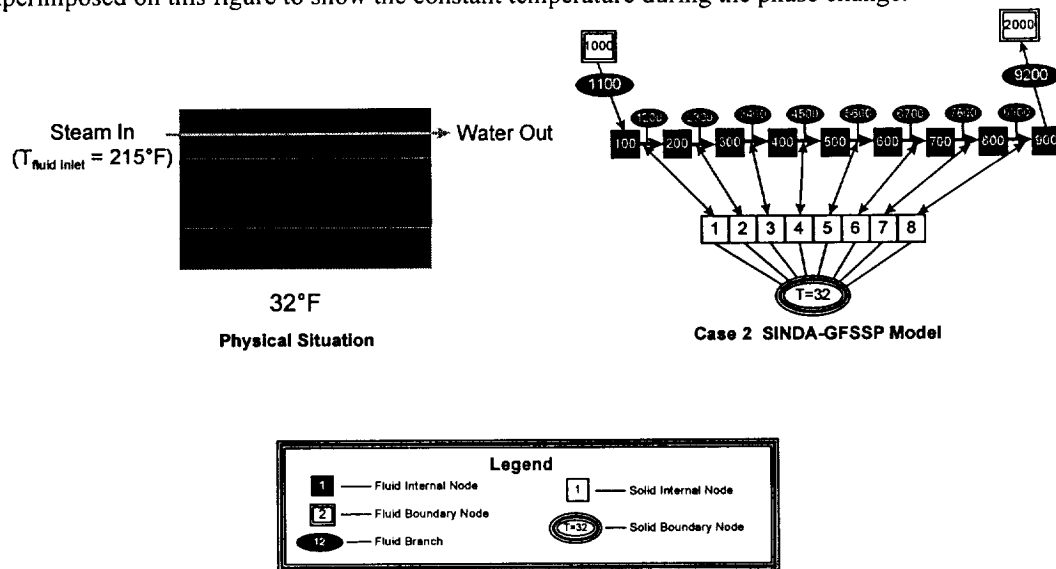 perimposed on this figure to show the constant temperature during the phase change.
1000
2000
1100
9200
Steam In
Water Out
(T fluid Inlet = 215°F)
4500
100 200 300 400 500 600 700 800 900
1 2 3 4 5 6 7 8
32°F
T=32
Physical Situation
Case 2 SINDA-GFSSP Model
Legend
1 Fluid Internal Node
1 Solid Internal Node
2 Fluid Boundary Node
T=32 Solid Boundary Node
12 Fluid Branch